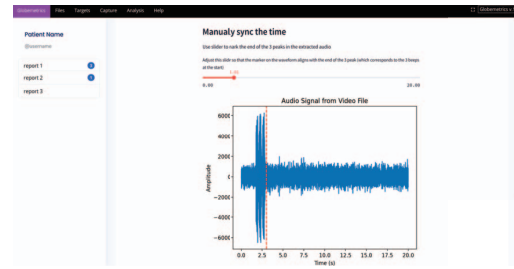 Globametrics Files Targets Capture Analysis Help
Globametrics
Patient Name
@username
report 1
report 2
report 3
Manualy sync the time
Use slider to rank the end of the 3 peaks in the extracted audio
Adjust this slidr so that the marker on the waveform aligns with the end of the 3 peak (which corresponds to the 3 beeps
at the start)
0.00 20.00
Audio Signal from Video File
6000
4000
2000
0
−2000
−4000
−6000
Amplitude
0.0 2.5 5.0 7.5 10.0 12.5 15.0 17.5 20.0
Time (s)